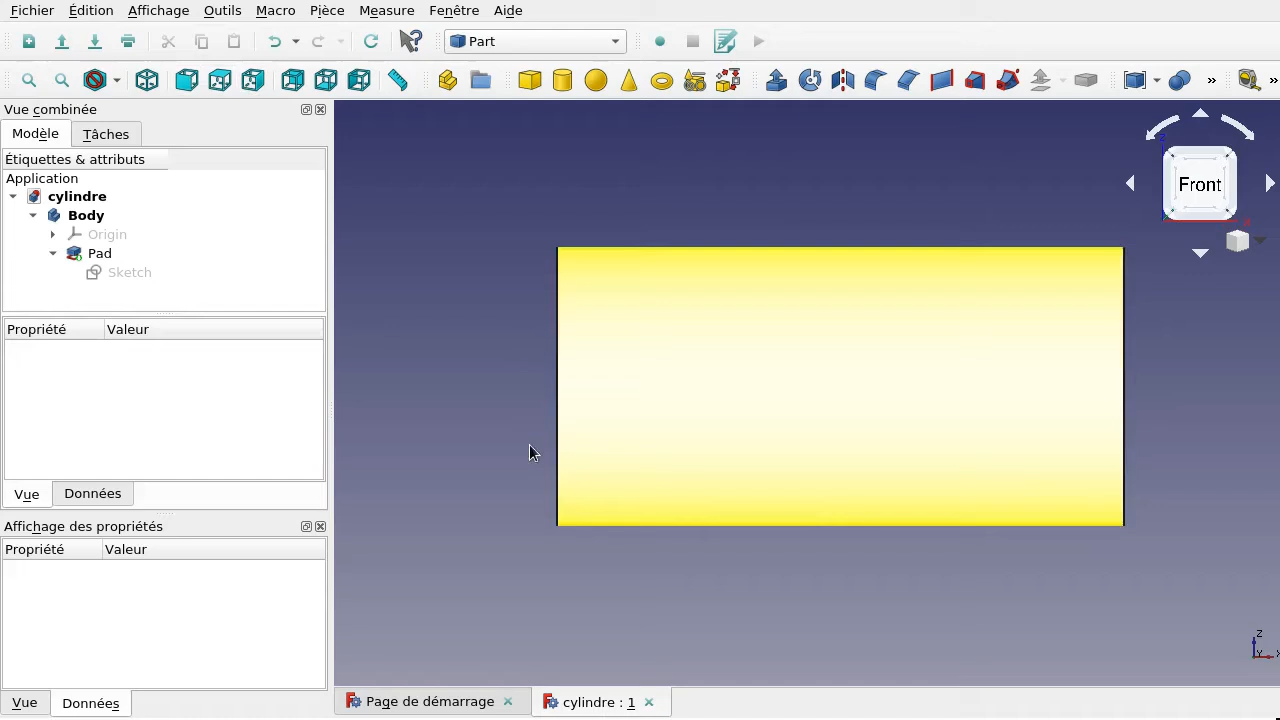 Fichier Édition Affichage Outils Macro Pièce Measure Fenêtre Aide
Part
»
»
Vue combinée
Modèle Tâches
Étiquettes & attributs
Application
cylindre
Body
Origin
Pad
Sketch
Propriété Valeur
Vue Données
Affichage des propriétés
Propriété Valeur
Vue Données
Front
Z
X
Z
Y X
Page de démarrage
cylindre : 1